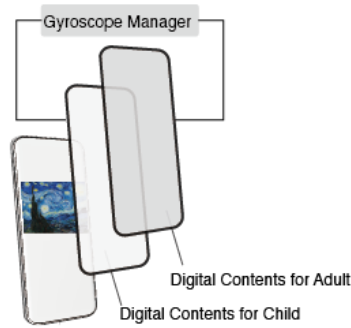 Gyroscope Manager
Digital Contents for Adult
Digital Contents for Child